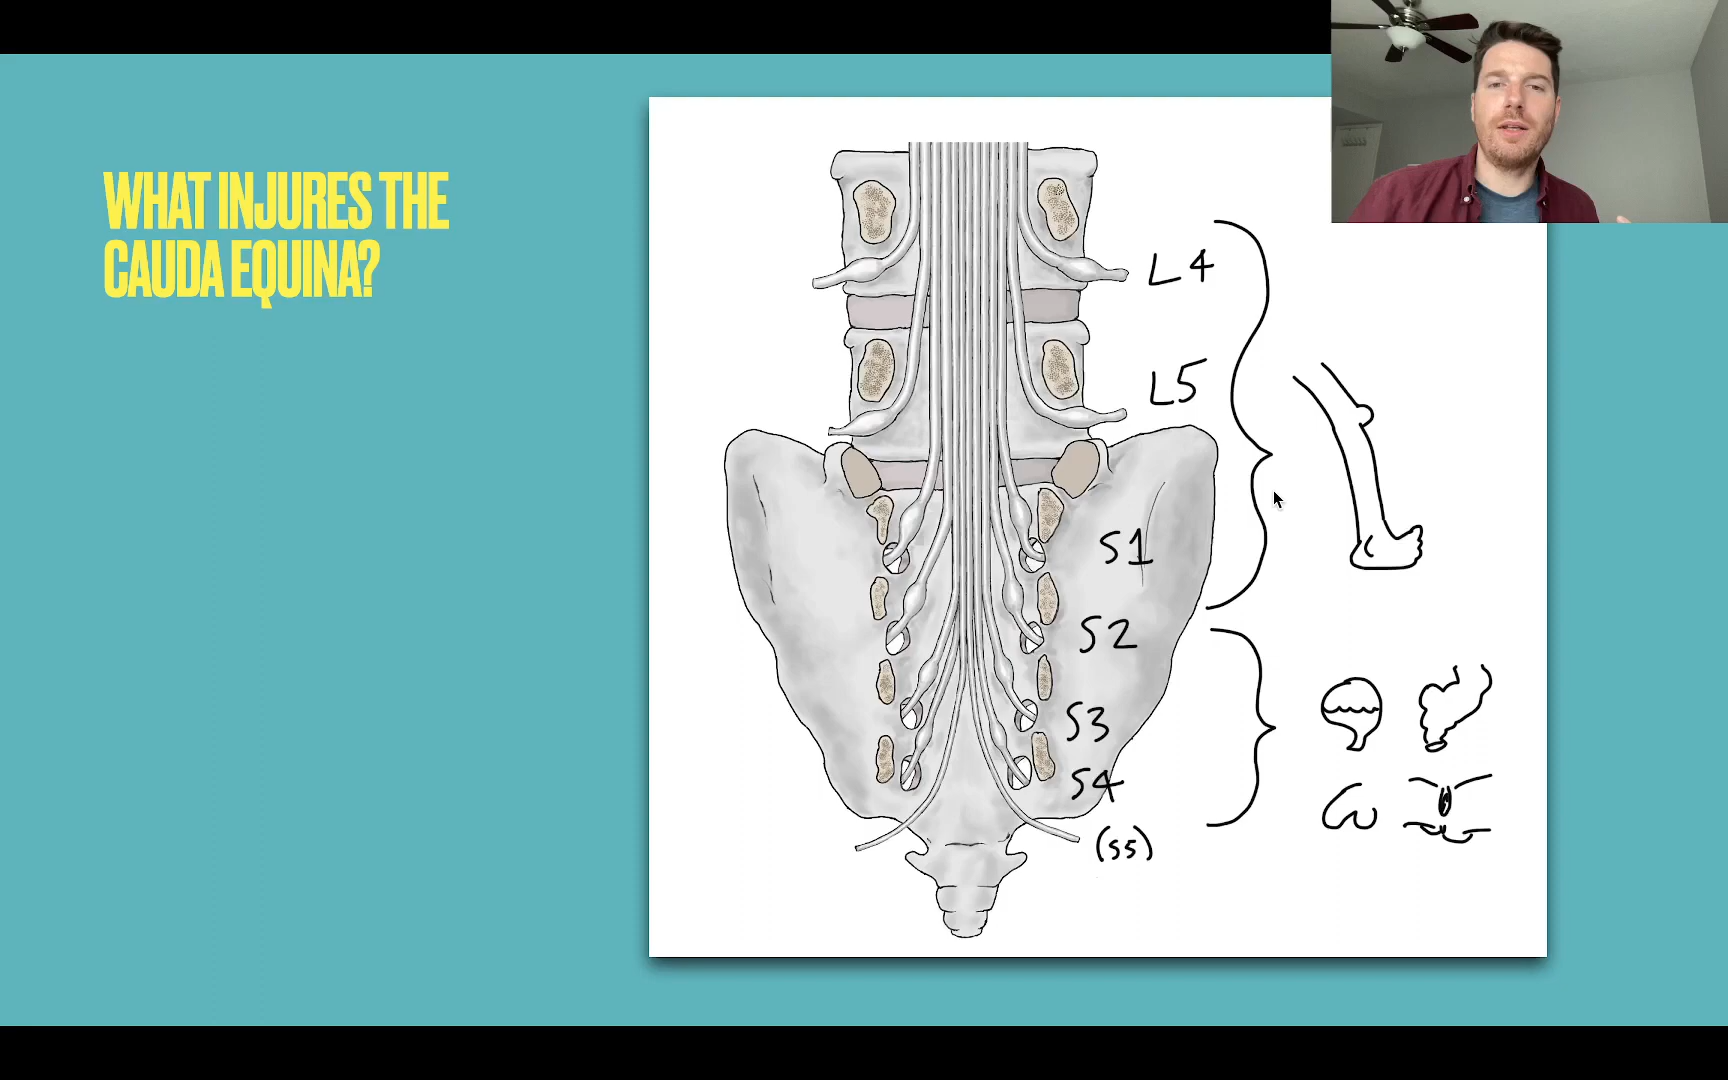 WHAT INJURES THE
CAUDA EQUINA?
L4
L5
S1
S2
S3
S4
(S5)